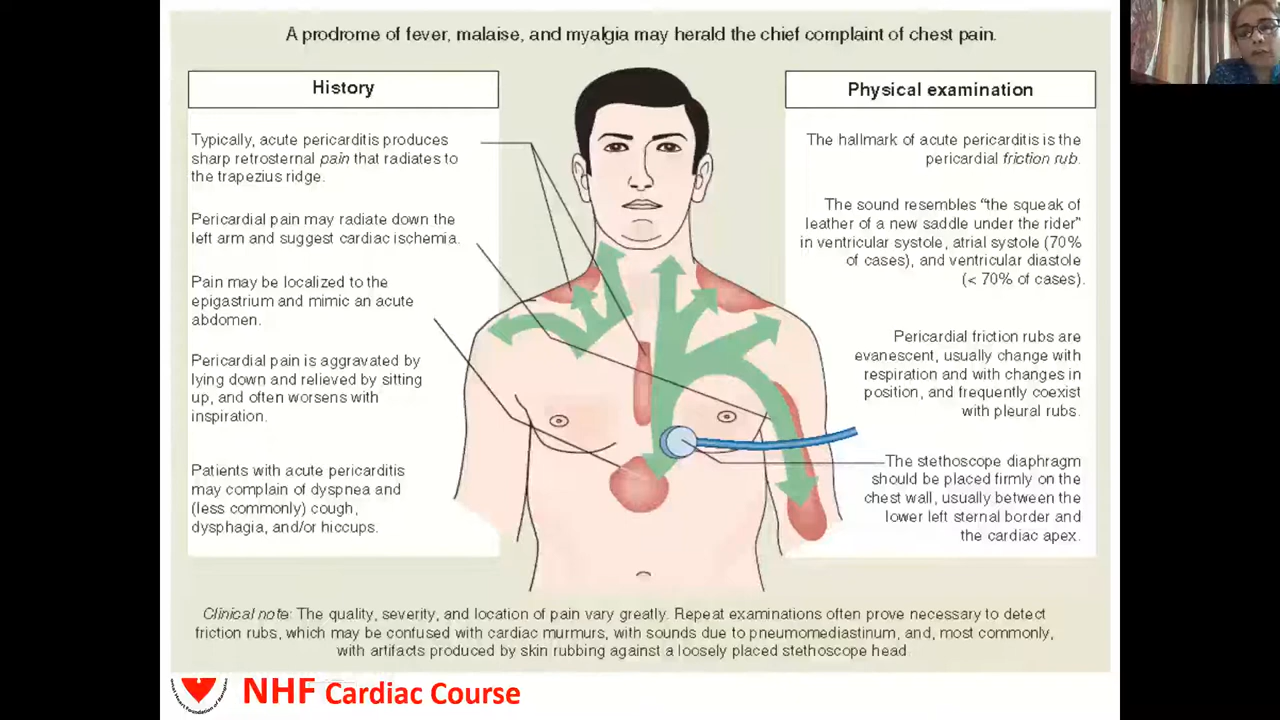 A prodrome of fever, malaise, and myalgia may herald the chief complaint of chest pain.
History
Typically, acute pericarditis produces
sharp retrosternal pain that radiates to
the trapezius ridge.
Pericardial pain may radiate down the
left arm and suggest cardiac ischemia.
Pain may be localized to the
epigastrium and mimic an acute
abdomen.
Pericardial pain is aggravated by
lying down and relieved by sitting
up, and often worsens with
inspiration.
Patients with acute pericarditis
may complain of dyspnea and
(less commonly) cough,
dysphagia, and/or hiccups.
Physical examination
The hallmark of acute pericarditis is the
pericardial friction rub.
The sound resembles “the squeak of
leather of a new saddle under the rider”
in ventricular systole, atrial systole (70%
of cases), and ventricular diastole
(< 70% of cases).
Pericardial friction rubs are
evanescent, usually change with
respiration and with changes in
position, and frequently coexist
with pleural rubs.
The stethoscope diaphragm
should be placed firmly on the
chest wall, usually between the
lower left sternal border and
the cardiac apex.
Clinical note: The quality, severity, and location of pain vary greatly. Repeat examinations often prove necessary to detect
friction rubs, which may be confused with cardiac murmurs, with sounds due to pneumomediastinum, and, most commonly,
with artifacts produced by skin rubbing against a loosely placed stethoscope head
NHF Cardiac Course